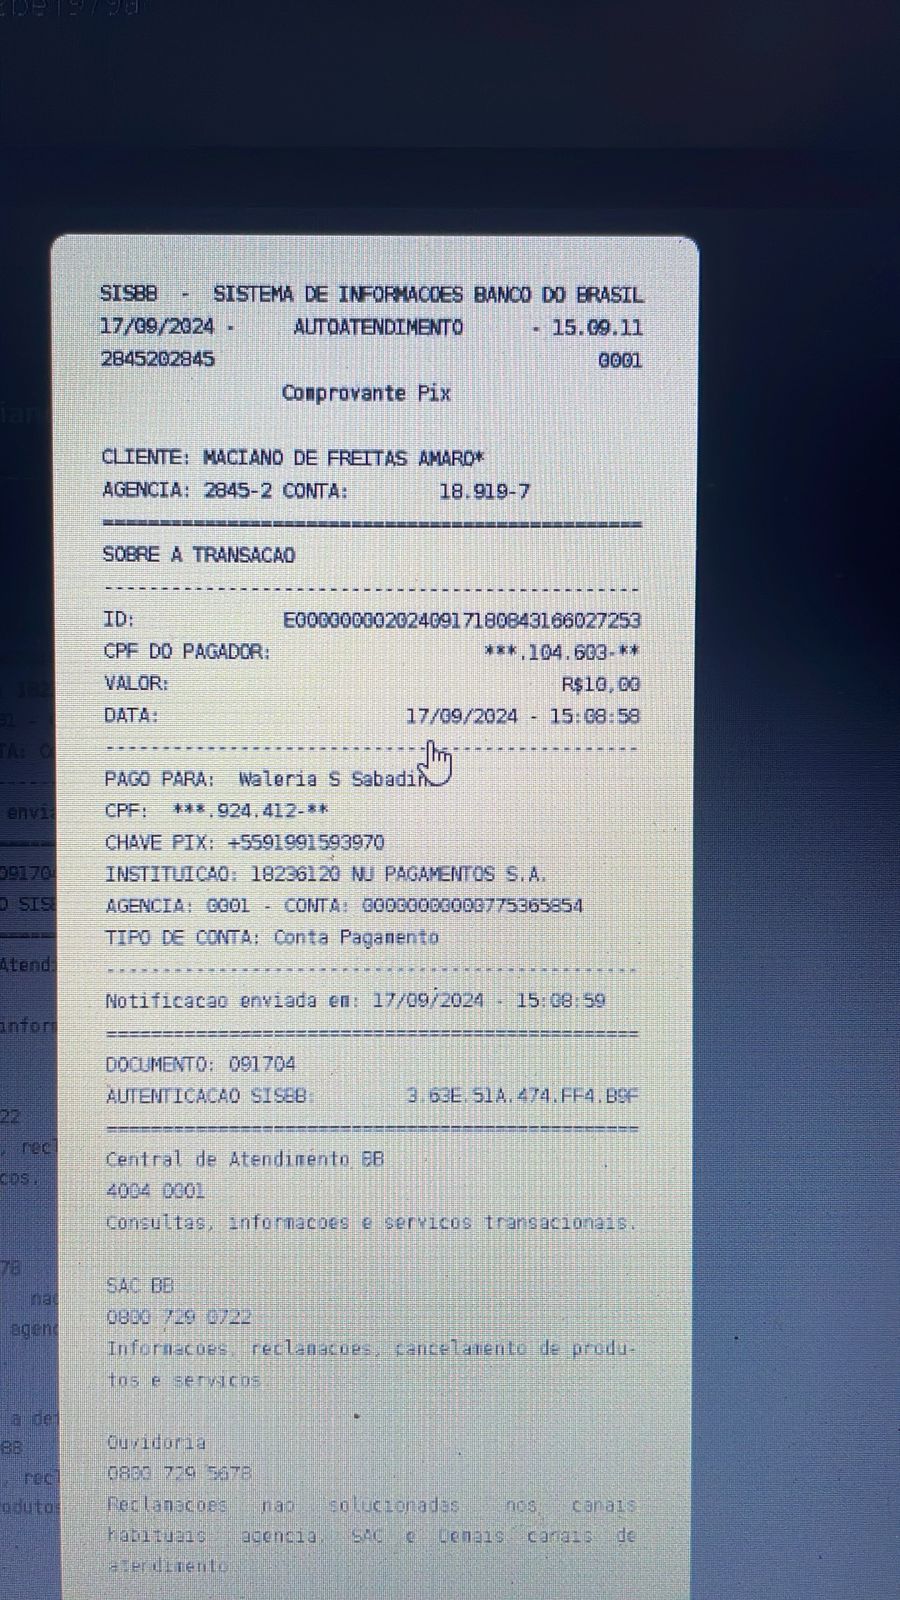 SISBB - SISTEMA DE INFORMACOES BANCO DO BRASIL
17/09/2024 - AUTOATENDIMENTO - 15.09.11
2845202845 0001
Comprovante Pix
CLIENTE: MACIANO DE FREITAS AMARO*
AGENCIA: 2845-2 CONTA: 18.919-7
================================================
SOBRE A TRANSACAO
------------------------------------------------
ID: E0000000020240917180843166027253
CPF DO PAGADOR: ***.104.603-**
VALOR: R$10,00
DATA: 17/09/2024 - 15:08:58
------------------------------------------------
PAGO PARA: Waleria S Sabadin
CPF: ***.924.412-**
CHAVE PIX: +5591991593970
INSTITUICAO: 18236120 NU PAGAMENTOS S.A.
AGENCIA: 0001 - CONTA: 00000000000775365854
TIPO DE CONTA: Conta Pagamento
------------------------------------------------
Notificacao enviada em: 17/09/2024 - 15:08:59
================================================
DOCUMENTO: 091704
AUTENTICACAO SISBB: 3.63E.51A.474.FF4.B9F
================================================
Central de Atendimento BB
4004 0001
Consultas, informacoes e servicos transacionais.
SAC BB
0800 729 0722
Informacoes, reclamacoes, cancelamento de produ-
tos e servicos.
Ouvidoria
0800 729 5678
Reclamacoes nao solucionadas nos canais
habituais agencia, SAC e Demais canais de
atendimento.